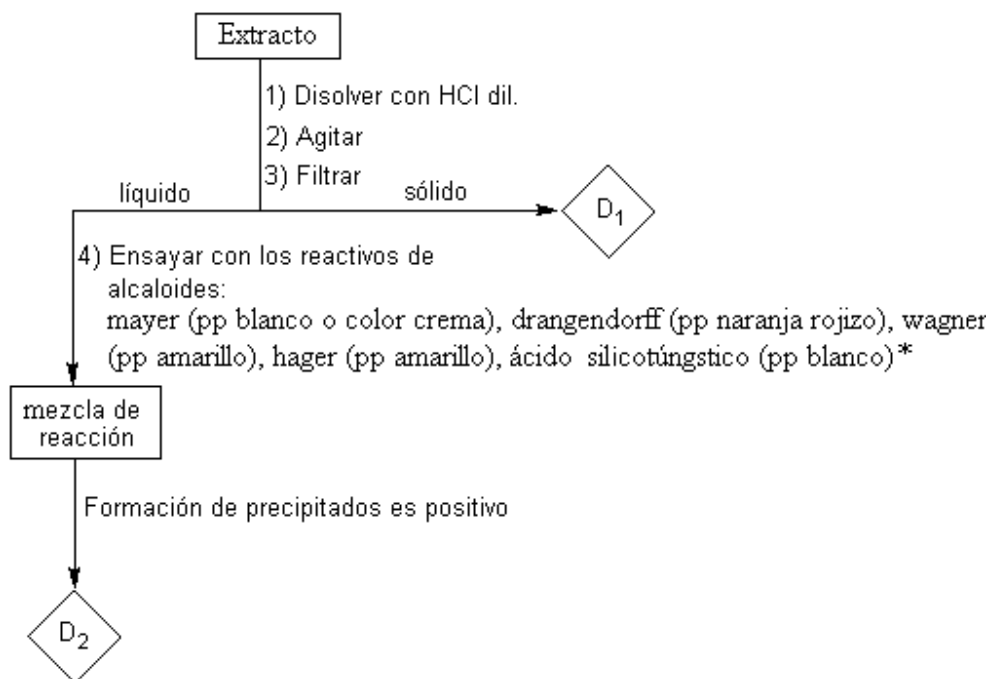 Extracto
1) Disolver con HCl dil.
2) Agitar
3) Filtrar
líquido
sólido
D1
4) Ensayar con los reactivos de
alcaloides:
mayer (pp blanco o color crema), drangendorff (pp naranja rojizo), wagner
(pp amarillo), hager (pp amarillo), ácido silicotúngstico (pp blanco)*
mezcla de
reacción
Formación de precipitados es positivo
D2